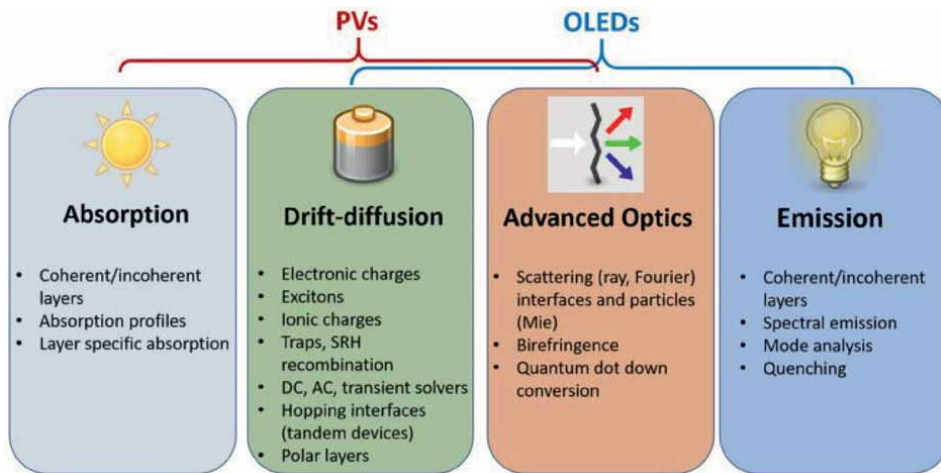 PVs
OLEDs
Absorption
• Coherent/incoherent
layers
• Absorption profiles
• Layer specific absorption
Drift-diffusion
• Electronic charges
• Excitons
• Ionic charges
• Traps, SRH
recombination
• DC, AC, transient solvers
• Hopping interfaces
(tandem devices)
• Polar layers
Advanced Optics
• Scattering (ray, Fourier)
interfaces and particles
(Mie)
• Birefringence
• Quantum dot down
conversion
Emission
• Coherent/incoherent
layers
• Spectral emission
• Mode analysis
• Quenching